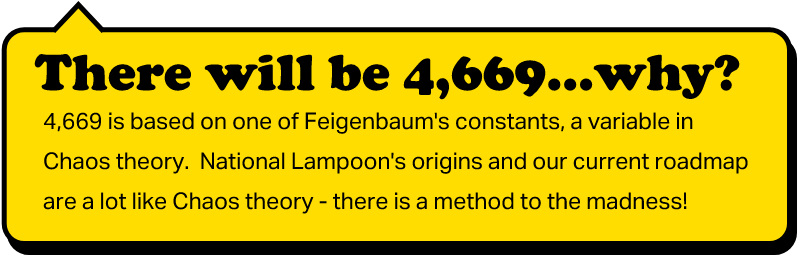 There will be 4,669...why?
4,669 is based on one of Feigenbaum's constants, a variable in
Chaos theory.  National Lampoon's origins and our current roadmap
are a lot like Chaos theory - there is a method to the madness!